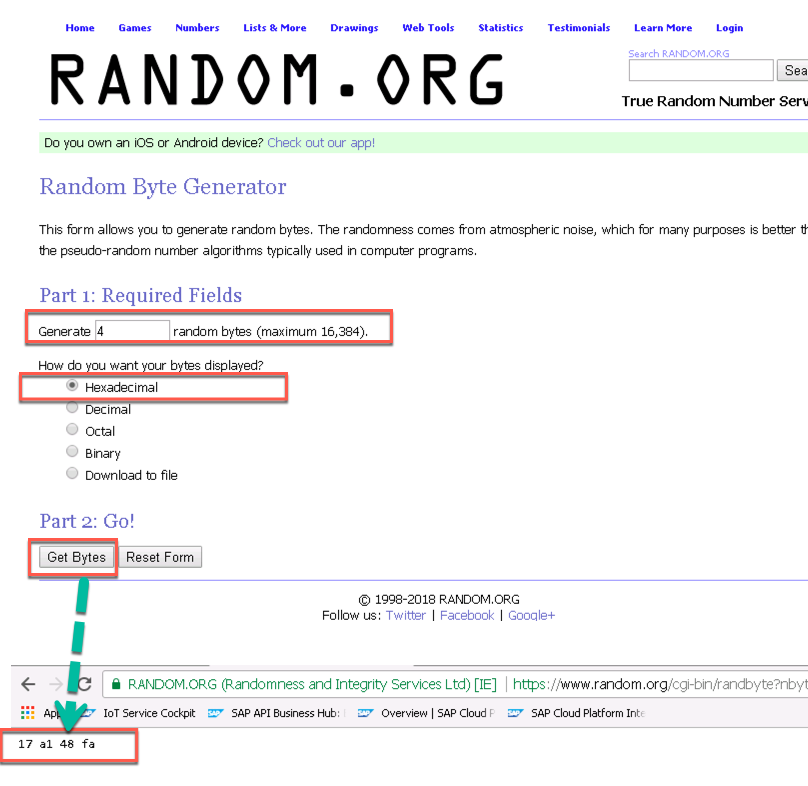 Home Games Numbers Lists & More Drawings Web Tools Statistics Testimonials Learn More Login
RANDOM.ORG
Search RANDOM.ORG
Sea
True Random Number Serv
Do you own an iOS or Android device? Check out our app!
Random Byte Generator
This form allows you to generate random bytes. The randomness comes from atmospheric noise, which for many purposes is better th
the pseudo-random number algorithms typically used in computer programs.
Part 1: Required Fields
Generate 4 random bytes (maximum 16,384).
How do you want your bytes displayed?
Hexadecimal
Decimal
Octal
Binary
Download to file
Part 2: Go!
Get Bytes Reset Form
© 1998-2018 RANDOM.ORG
Follow us: Twitter | Facebook | Google+
RANDOM.ORG (Randomness and Integrity Services Ltd) [IE] | https://www.random.org/cgi-bin/randbyte?nbyt
IoT Service Cockpit SAP API Business Hub: Overview | SAP Cloud P SAP Cloud Platform Inte
17 a1 48 fa